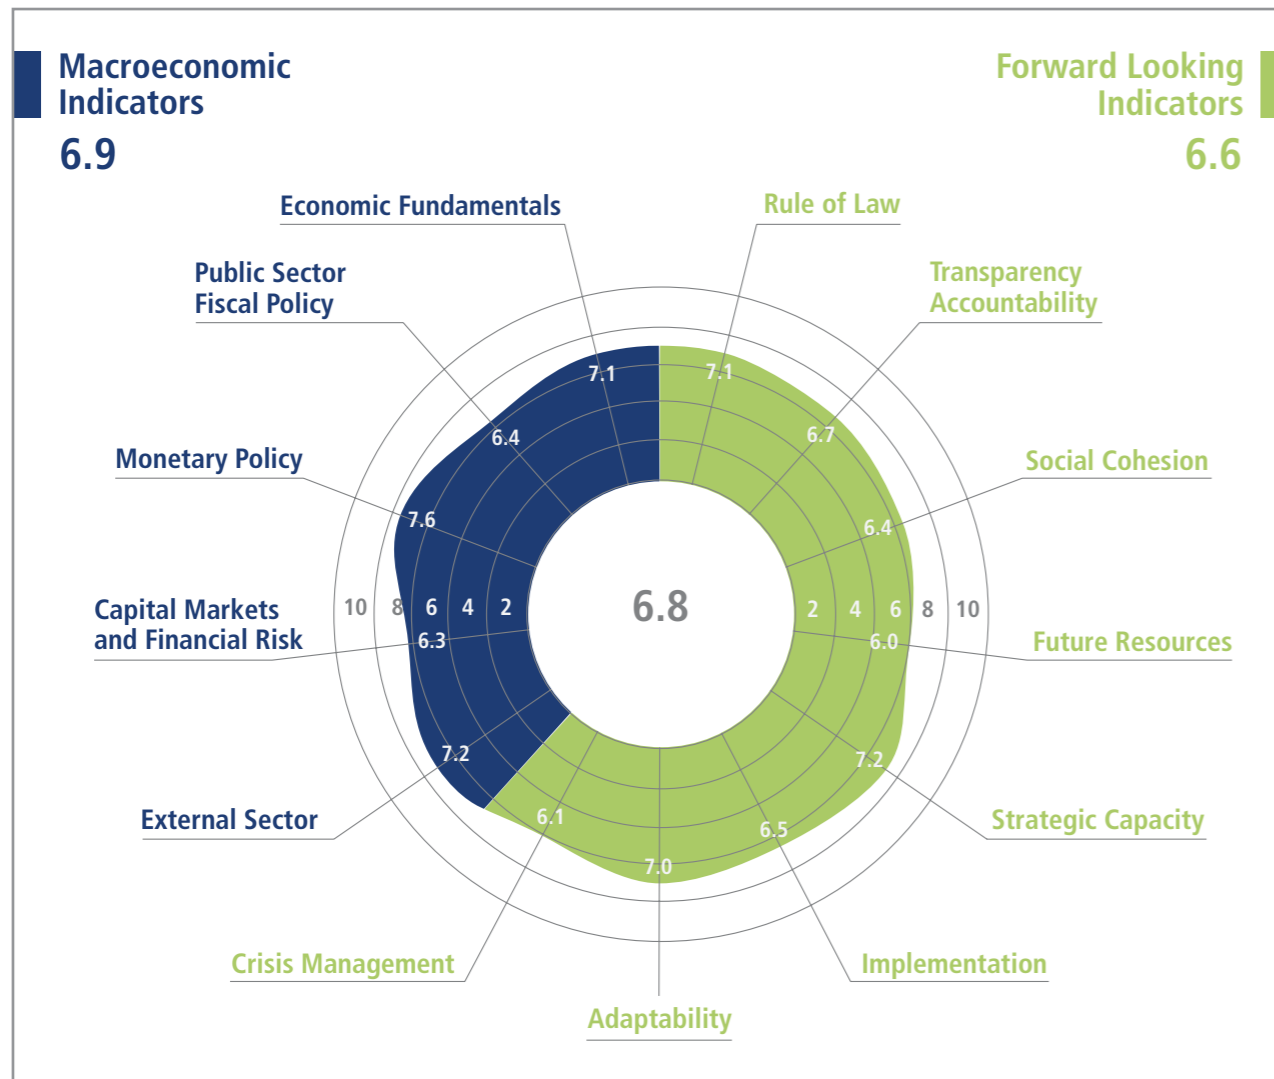 Macroeconomic
Indicators
6.9
Forward Looking
Indicators
6.6
Economic Fundamentals
Rule of Law
Public Sector
Fiscal Policy
Transparency
Accountability
7.1
7.1
6.4
6.7
Monetary Policy
Social Cohesion
7.6
6.4
Capital Markets
and Financial Risk
10 8 6 4 2
6.8
2 4 6 8 10
6.3
6.0
Future Resources
7.2
7.2
External Sector
Strategic Capacity
6.1
7.0
6.5
Crisis Management
Implementation
Adaptability